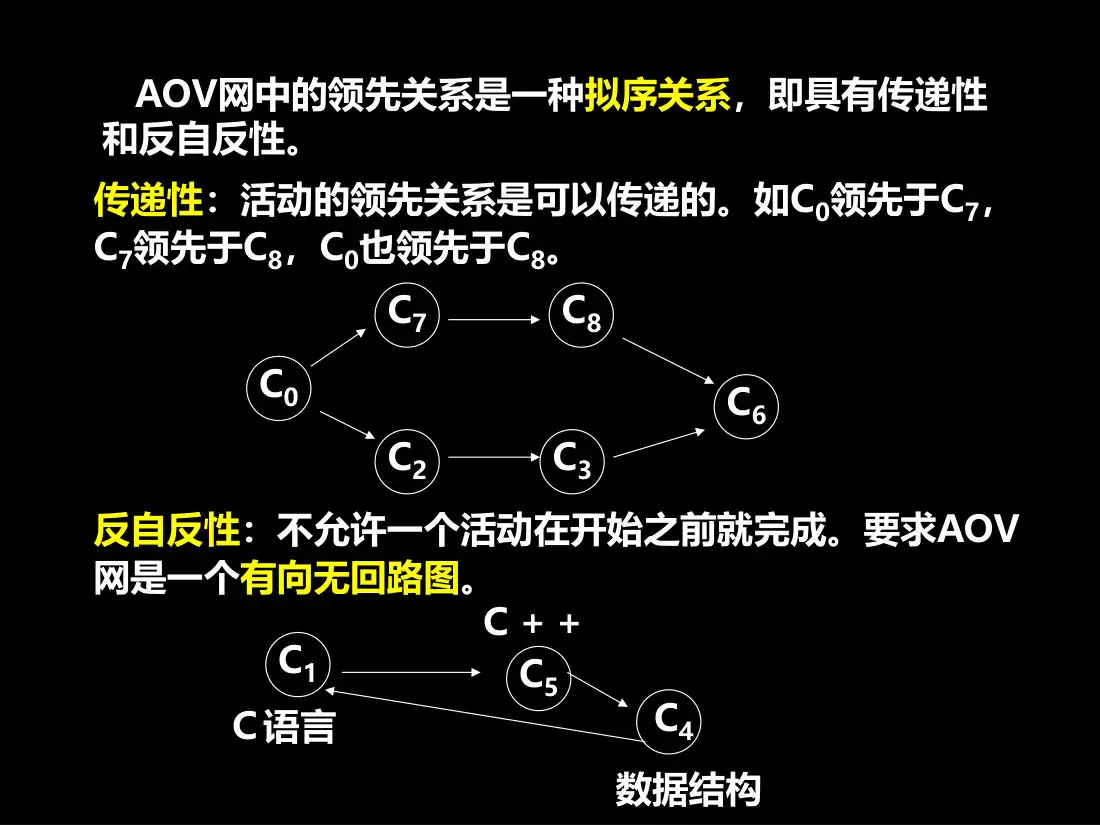 AOV网中的领先关系是一种拟序关系，即具有传递性
和反自反性。
传递性：活动的领先关系是可以传递的。如C₀领先于C₇，
C₇领先于C₈，C₀也领先于C₈。
C₇
C₈
C₀
C₆
C₂
C₃
反自反性：不允许一个活动在开始之前就完成。要求AOV
网是一个有向无回路图。
C＋＋
C₁
C₅
C₄
C语言
数据结构